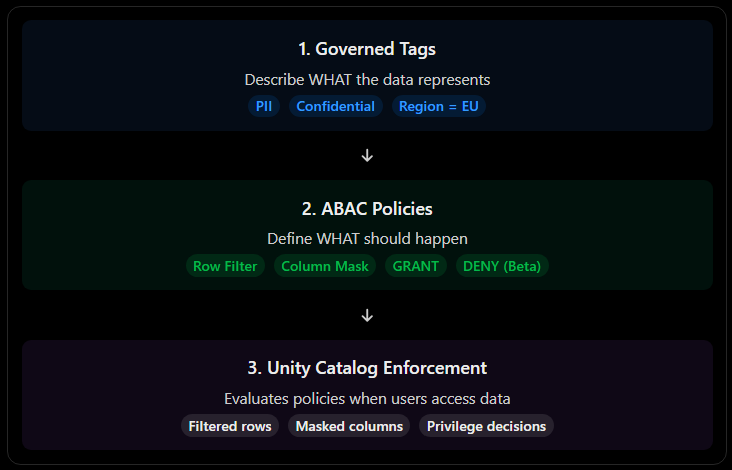 1. Governed Tags
Describe WHAT the data represents
PII Confidential Region = EU
2. ABAC Policies
Define WHAT should happen
Row Filter Column Mask GRANT DENY (Beta)
3. Unity Catalog Enforcement
Evaluates policies when users access data
Filtered rows Masked columns Privilege decisions